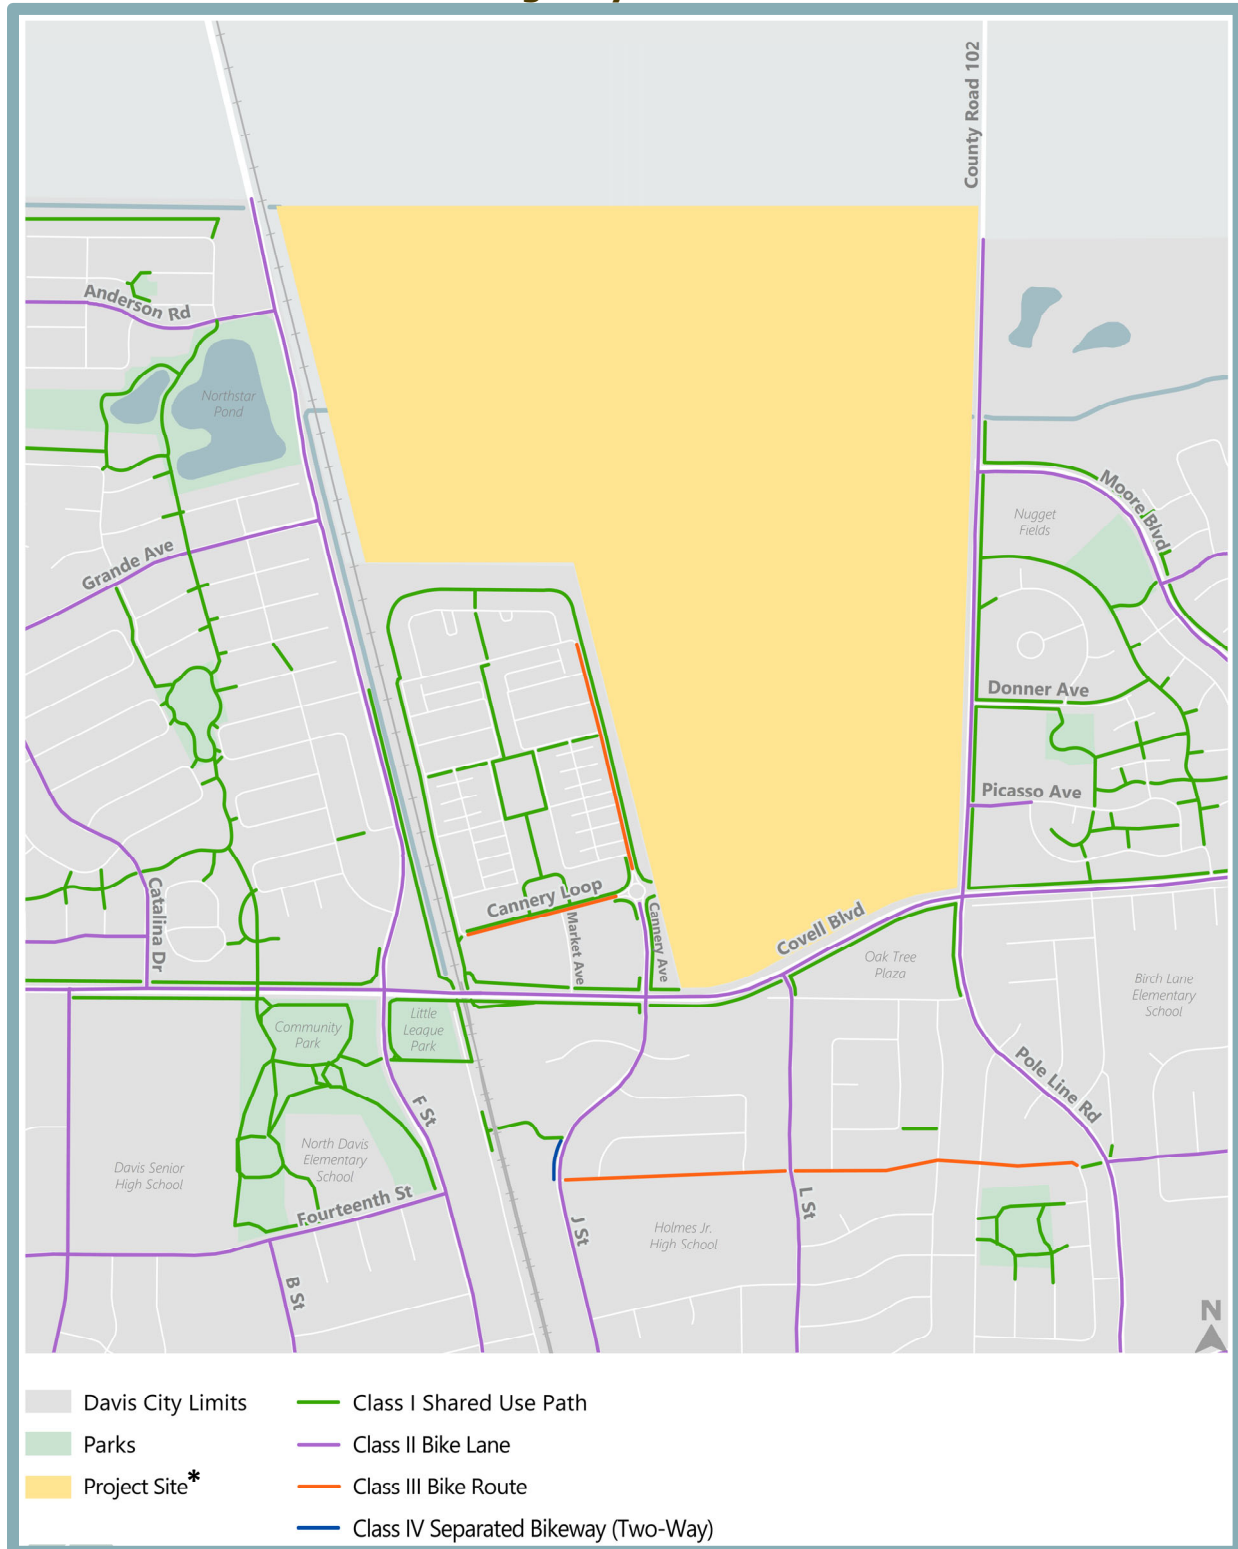 County Road 102
Anderson Rd
Northstar
Pond
Moore Blvd
Nugget
Fields
Grande Ave
Donner Ave
Picasso Ave
Catalina Dr
Cannery Loop
Market Ave
Cannery Ave
Covell Blvd
Oak Tree
Plaza
Birch Lane
Elementary
School
Community
Park
Little
League
Park
Pole Line Rd
F St
North Davis
Elementary
School
Davis Senior
High School
Fourteenth St
L St
J St
Holmes Jr.
High School
B St
N
Davis City Limits
Parks
Project Site*
Class I Shared Use Path
Class II Bike Lane
Class III Bike Route
Class IV Separated Bikeway (Two-Way)